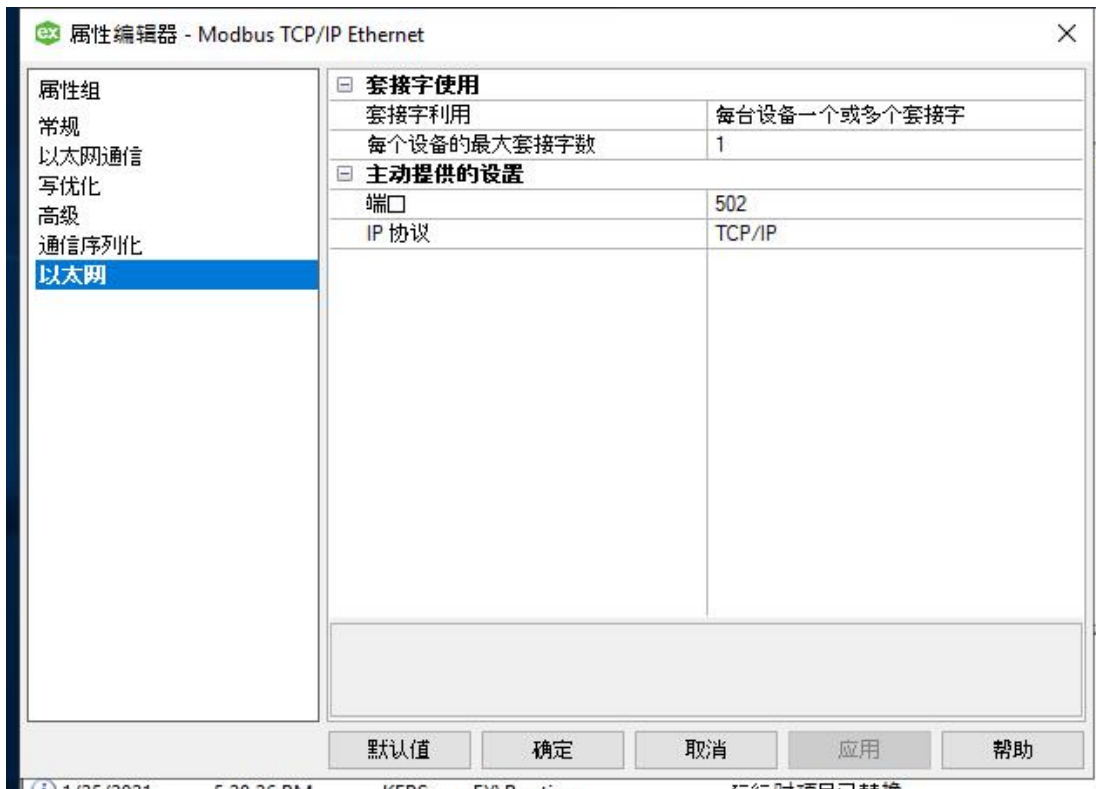 ex 属性编辑器 - Modbus TCP/IP Ethernet
属性组
常规
以太网通信
写优化
高级
通信序列化
以太网
套接字使用
套接字利用 每台设备一个或多个套接字
每个设备的最大套接字数 1
主动提供的设置
端口 502
IP 协议 TCP/IP
默认值 确定 取消 应用 帮助